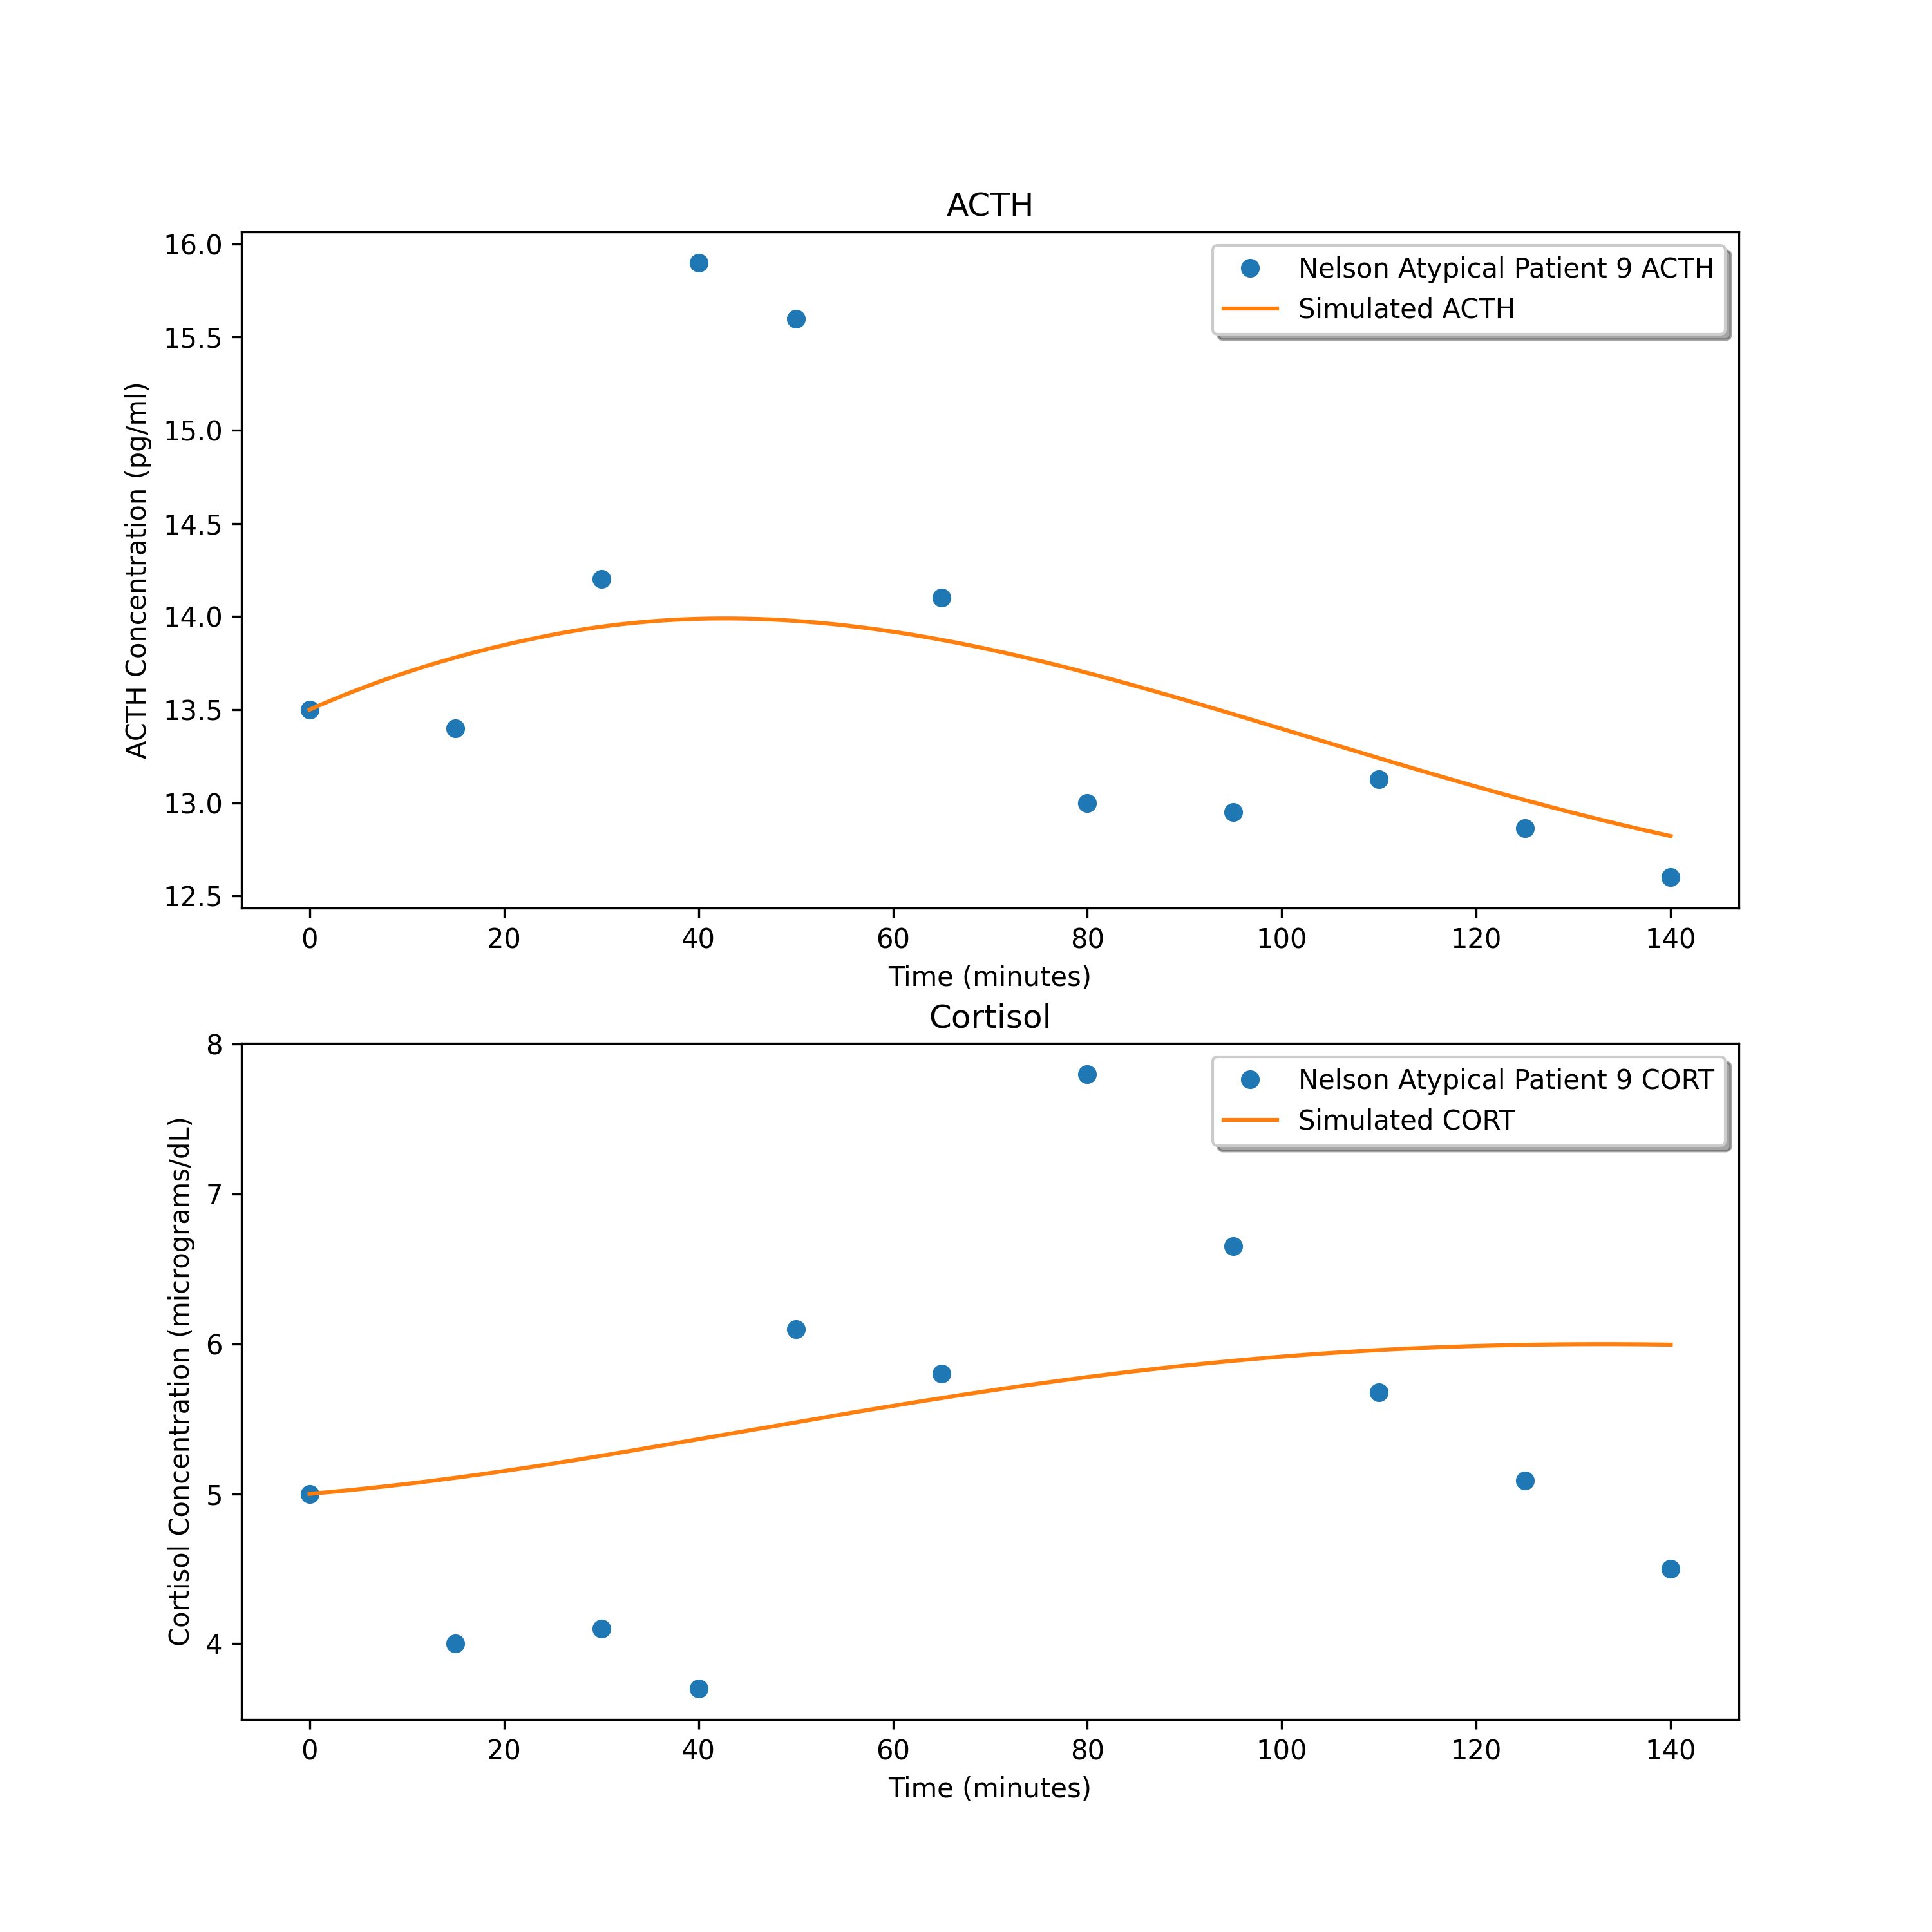 ACTH
16.0
15.5
15.0
14.5
14.0
13.5
13.0
12.5
ACTH Concentration (pg/ml)
Nelson Atypical Patient 9 ACTH
Simulated ACTH
0 20 40 60 80 100 120 140
Time (minutes)
Cortisol
8
7
6
5
4
Cortisol Concentration (micrograms/dL)
Nelson Atypical Patient 9 CORT
Simulated CORT
0 20 40 60 80 100 120 140
Time (minutes)